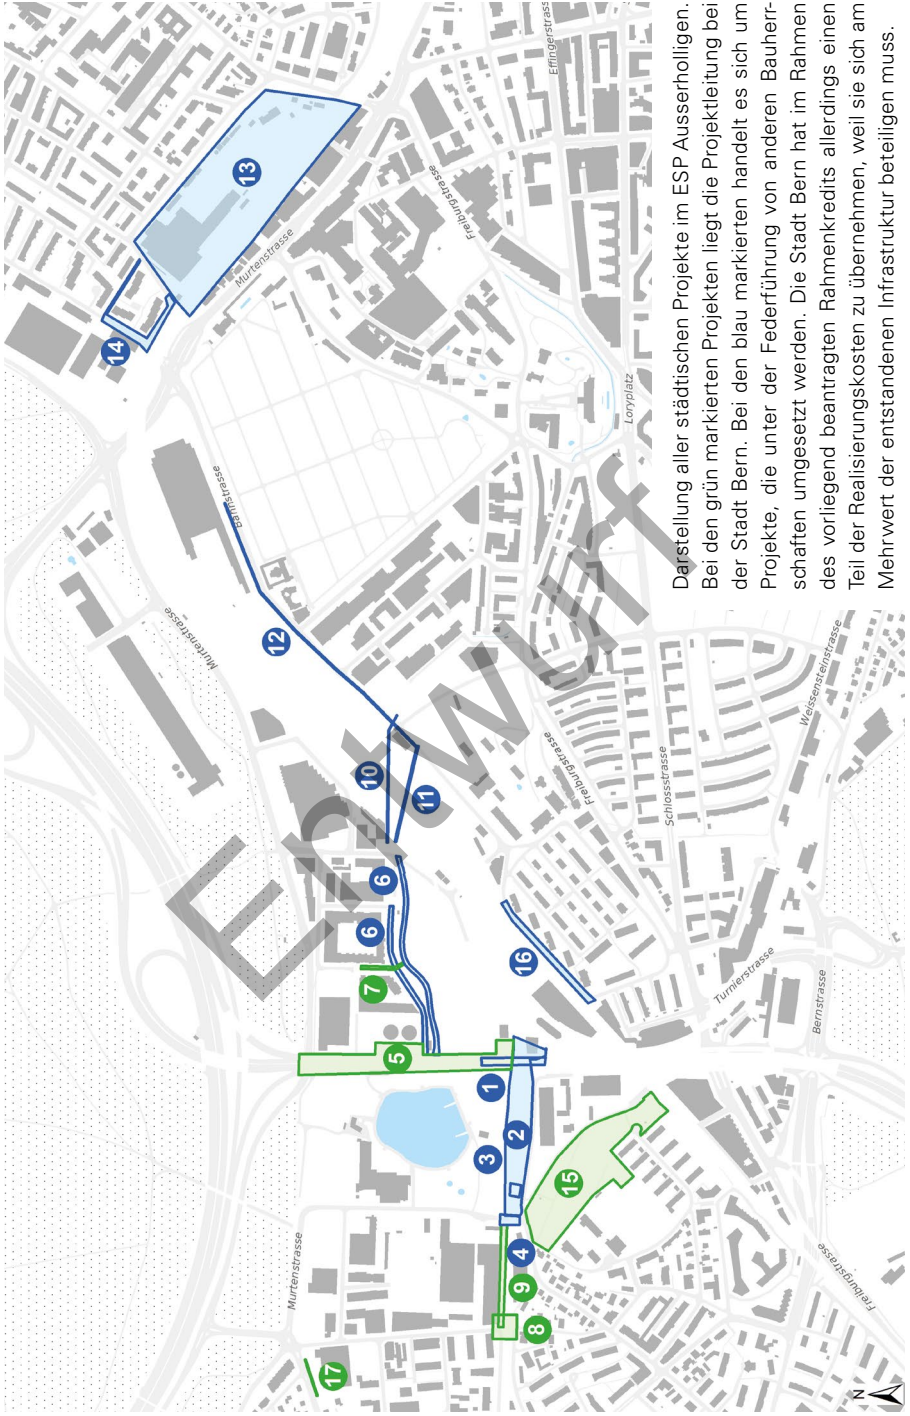 14
13
Murtenstrasse
Effingerstrasse
Freiburgstrasse
Bahnstrasse
Loryplatz
Murtenstrasse
12
10
11
6
6
7
5
16
Freiburgstrasse
Schlossstrasse
Weissensteinstrasse
Turnierstrasse
Bernstrasse
1
2
3
4
15
9
8
17
Murtenstrasse
Freiburgstrasse
N
Entwurf
Darstellung aller städtischen Projekte im ESP Ausserholligen.
Bei den grün markierten Projekten liegt die Projektleitung bei
der Stadt Bern. Bei den blau markierten handelt es sich um
Projekte, die unter der Federführung von anderen Bauherr-
schaften umgesetzt werden. Die Stadt Bern hat im Rahmen
des vorliegend beantragten Rahmenkredits allerdings einen
Teil der Realisierungskosten zu übernehmen, weil sie sich am
Mehrwert der entstandenen Infrastruktur beteiligen muss.